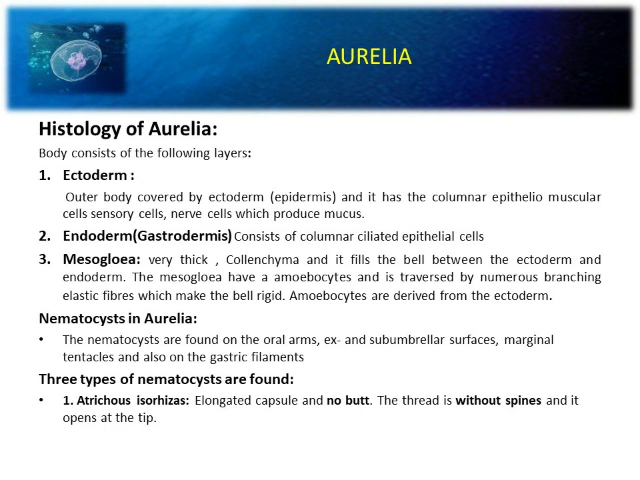 AURELIA
Histology of Aurelia:
Body consists of the following layers:
1. Ectoderm :
Outer body covered by ectoderm (epidermis) and it has the columnar epithelio muscular
cells sensory cells, nerve cells which produce mucus.
2. Endoderm(Gastrodermis) Consists of columnar ciliated epithelial cells
3. Mesogloea: very thick , Collenchyma and it fills the bell between the ectoderm and
endoderm. The mesogloea have a amoebocytes and is traversed by numerous branching
elastic fibres which make the bell rigid. Amoebocytes are derived from the ectoderm.
Nematocysts in Aurelia:
• The nematocysts are found on the oral arms, ex- and subumbrellar surfaces, marginal
tentacles and also on the gastric filaments
Three types of nematocysts are found:
• 1. Atrichous isorhizas: Elongated capsule and no butt. The thread is without spines and it
opens at the tip.